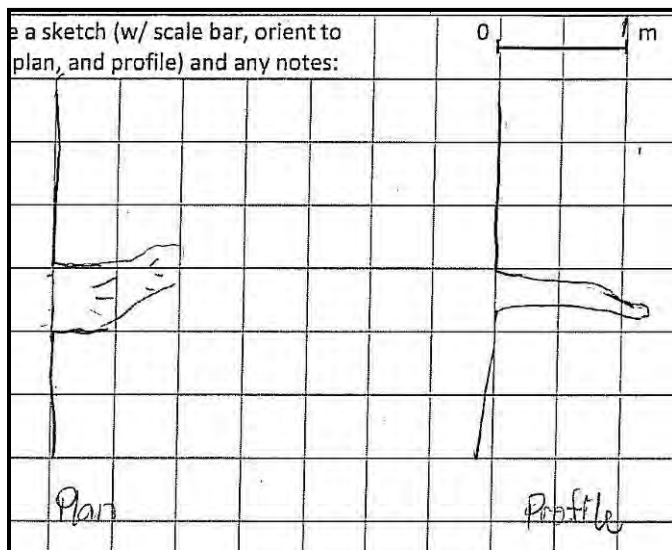 e a sketch (w/ scale bar, orient to
plan, and profile) and any notes:
0 1 m
Plan
Profile